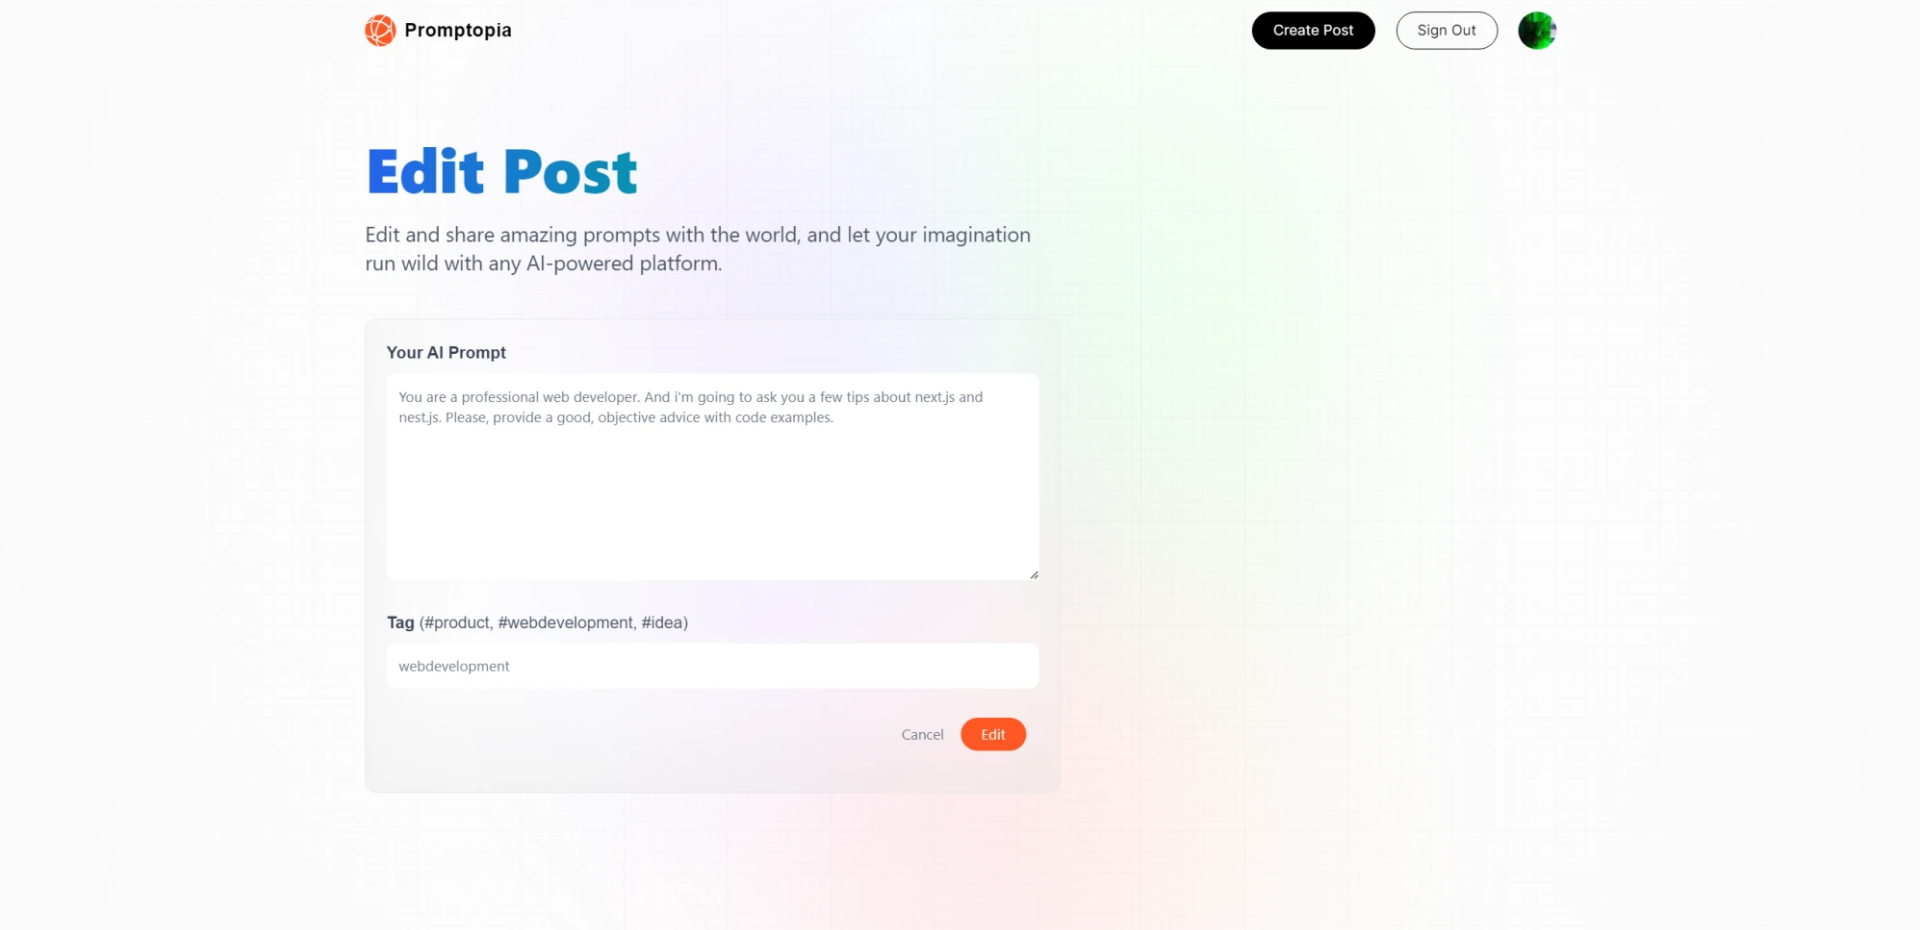 Promptopia
Create Post
Sign Out
Edit Post
Edit and share amazing prompts with the world, and let your imagination
run wild with any AI-powered platform.
Your AI Prompt
You are a professional web developer. And i'm going to ask you a few tips about next.js and
nest.js. Please, provide a good, objective advice with code examples.
Tag (#product, #webdevelopment, #idea)
webdevelopment
Cancel
Edit